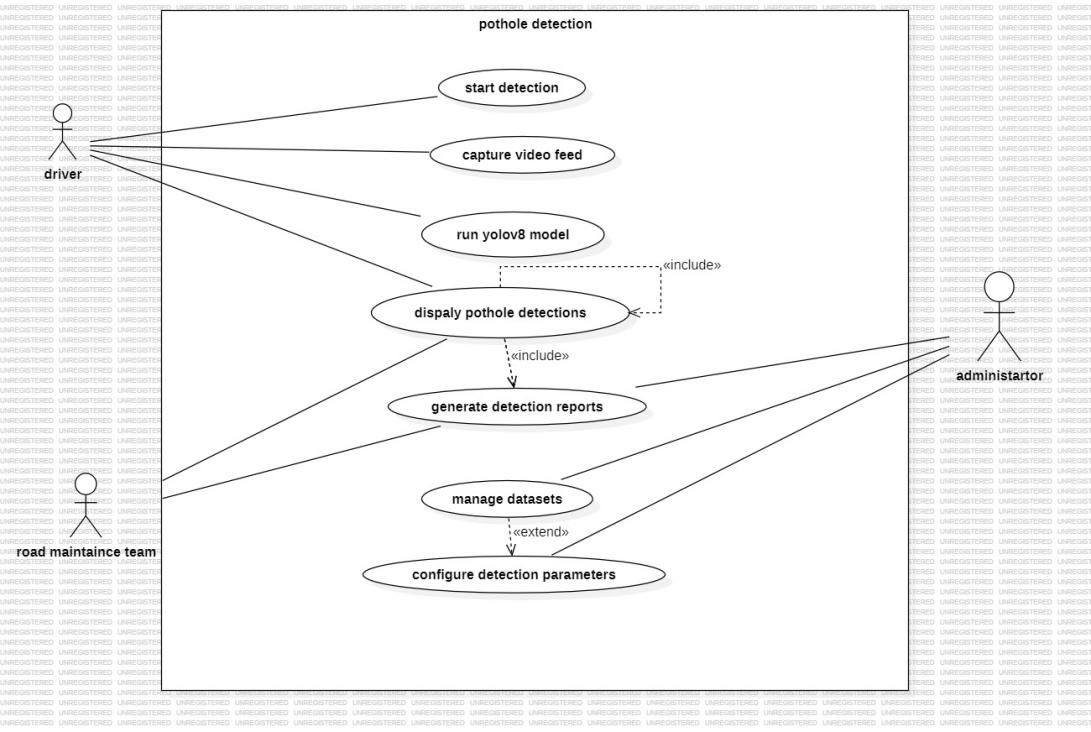 pothole detection
start detection
capture video feed
driver
run yolov8 model
«include»
dispaly pothole detections
«include»
administartor
generate detection reports
manage datasets
«extend»
road maintaince team
configure detection parameters
UNREGISTERED